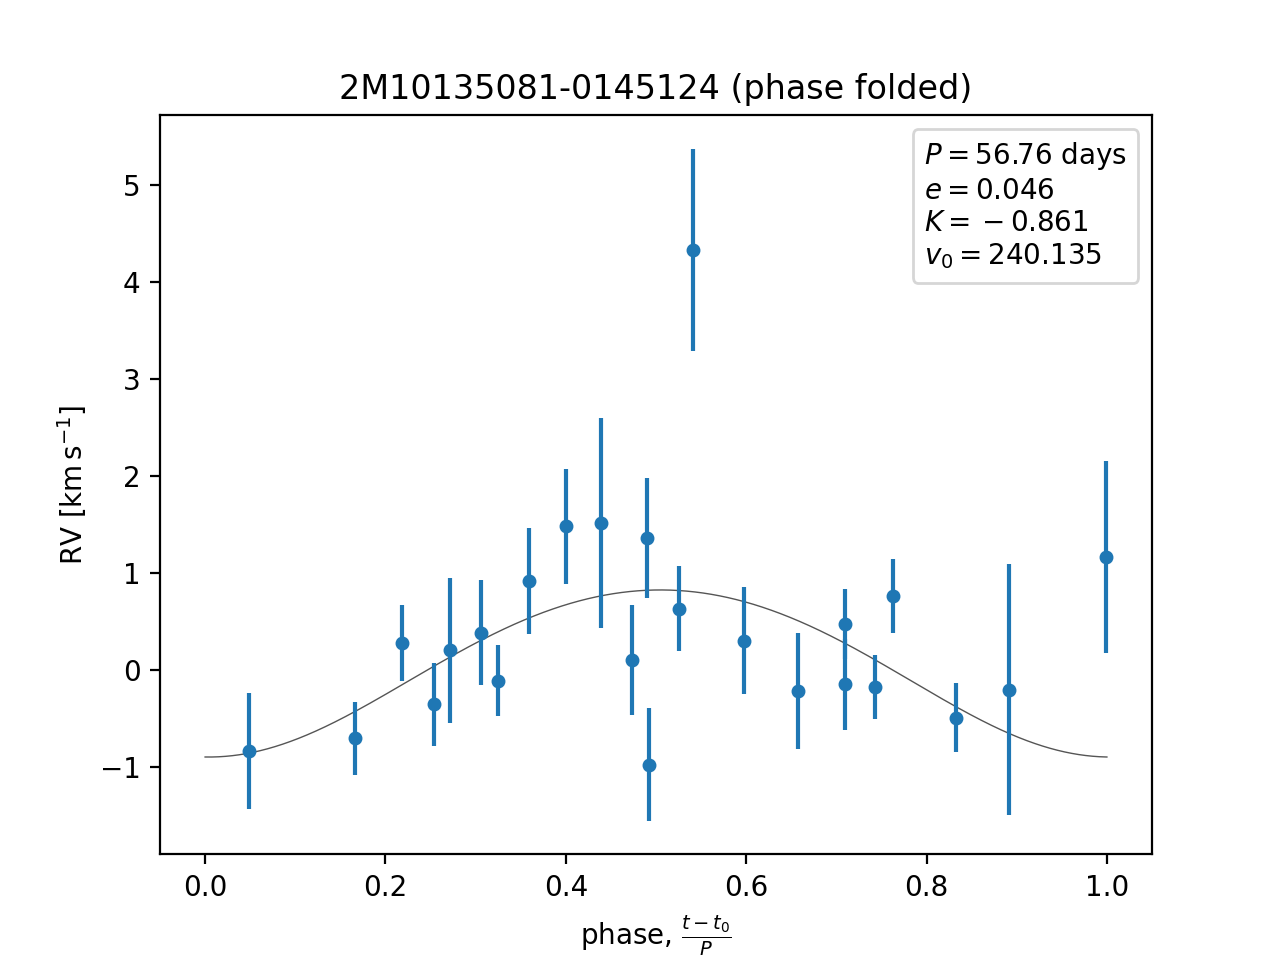 2M10135081-0145124 (phase folded)
P = 56.76 days
e = 0.046
K = −0.861
v₀ = 240.135
RV [km s⁻¹]
5
4
3
2
1
0
−1
0.0 0.2 0.4 0.6 0.8 1.0
phase, (t − t₀)/P